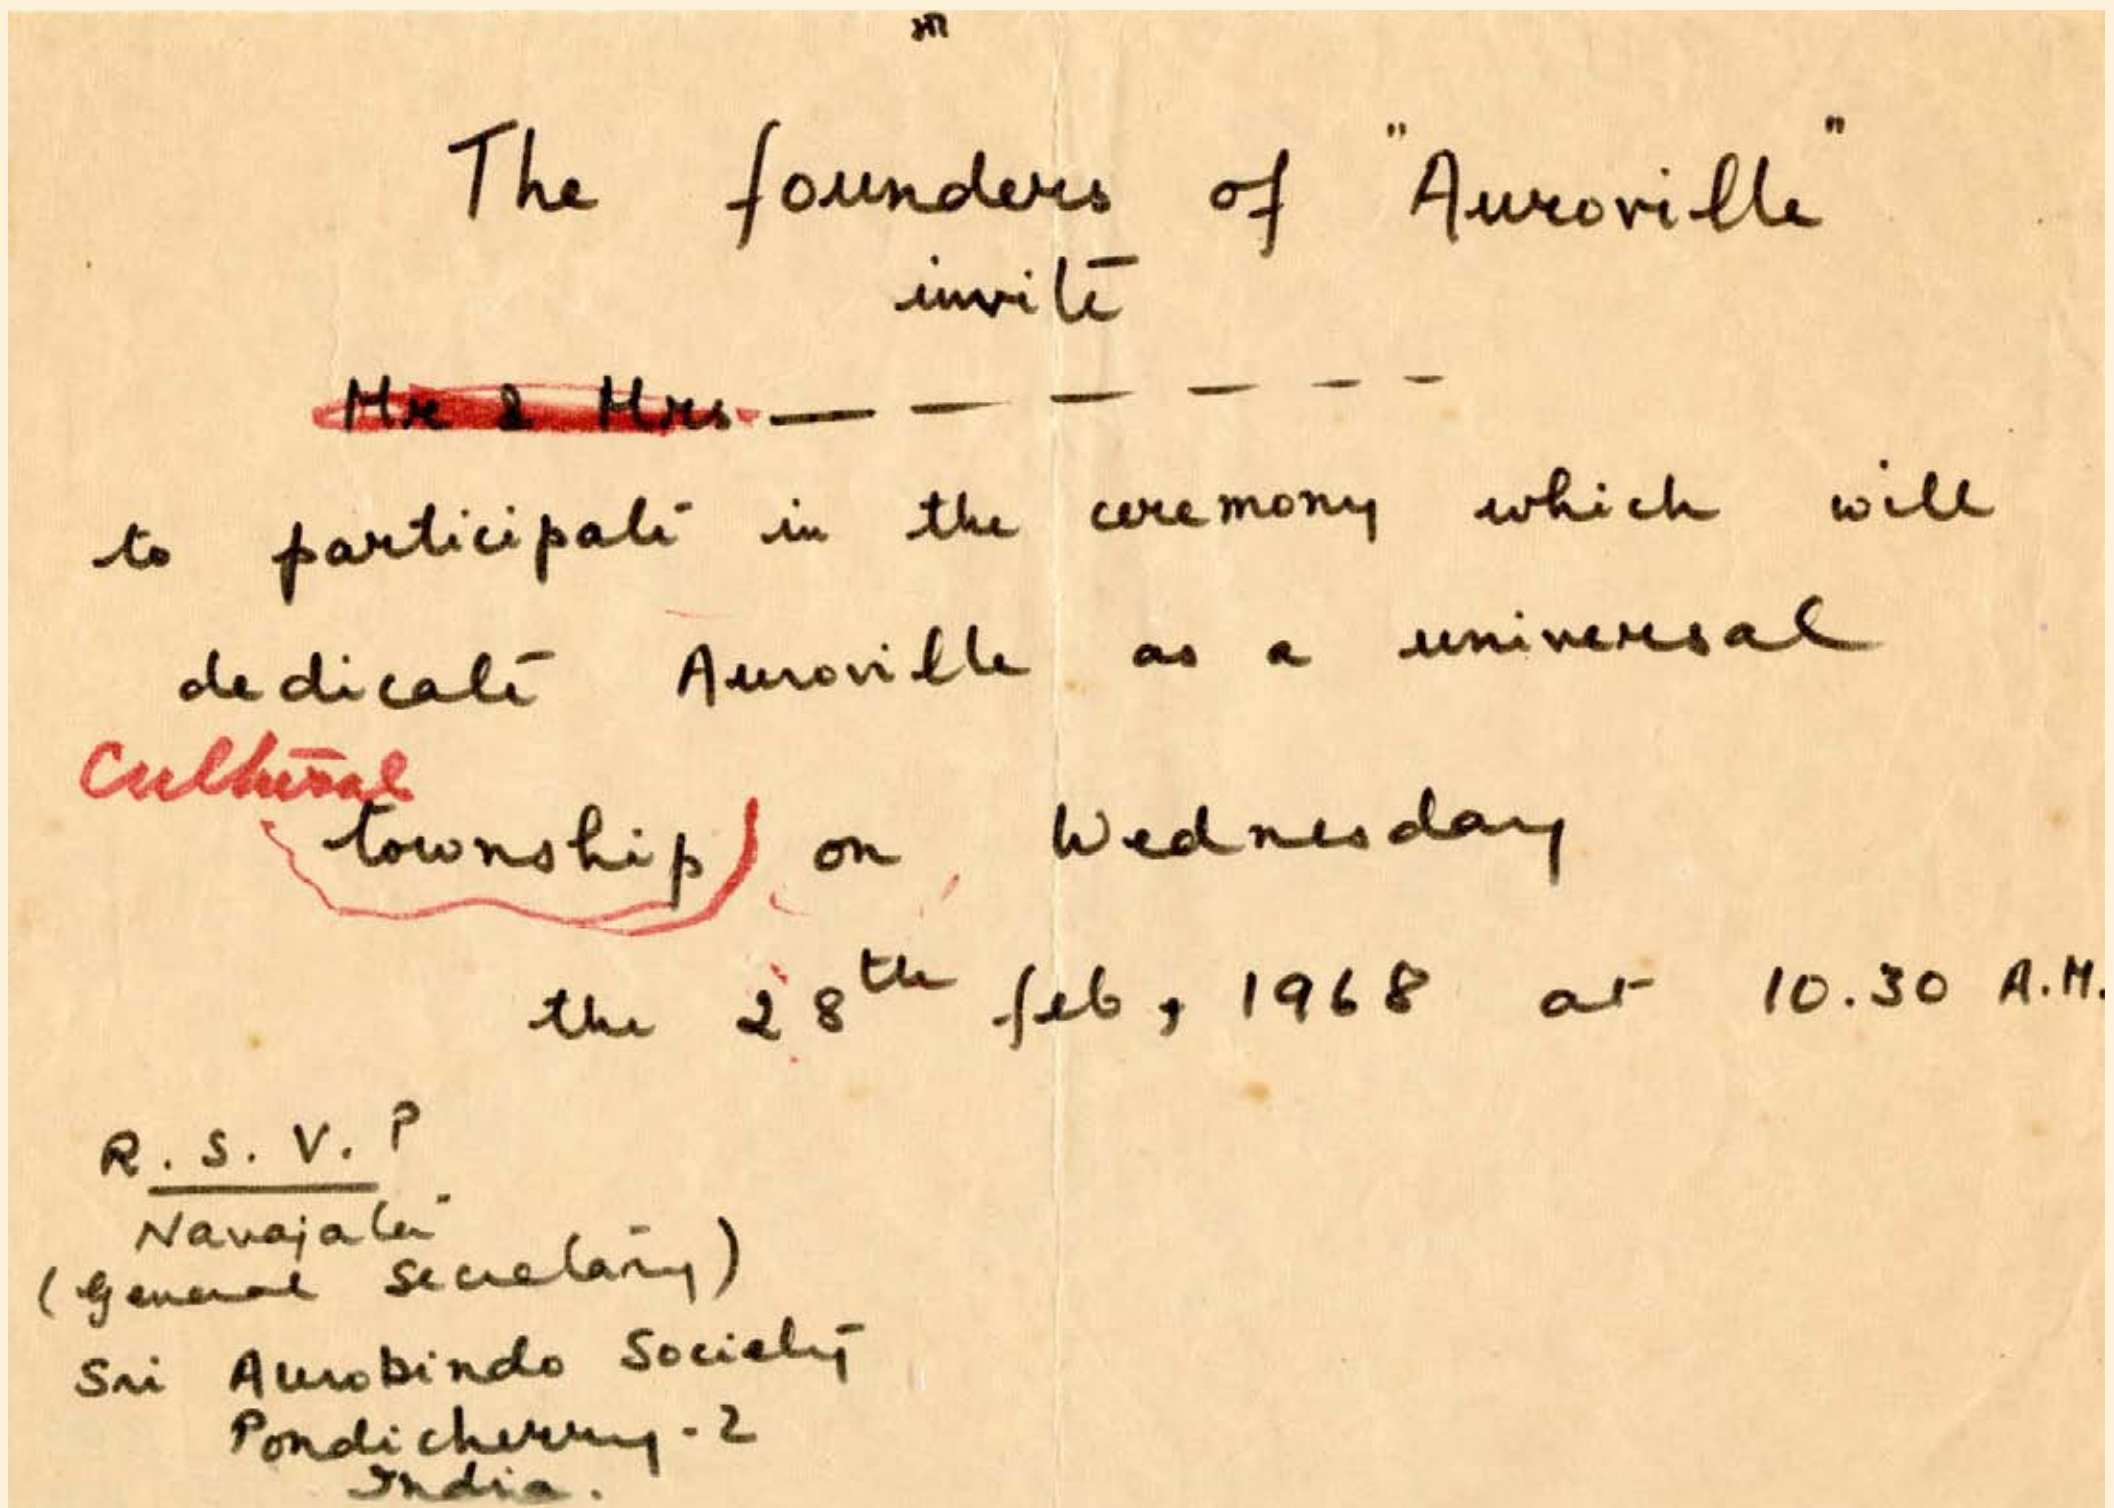 The founders of "Auroville"
invite
Mr & Mrs — — — — — —
to participate in the ceremony which will
dedicate Auroville as a universal
Cultural
township) on Wednesday
the 28th feb, 1968 at 10.30 A.M.
R. S. V. P
Navajata
(General Secretary)
Sri Aurobindo Society
Pondicherry-2
India.